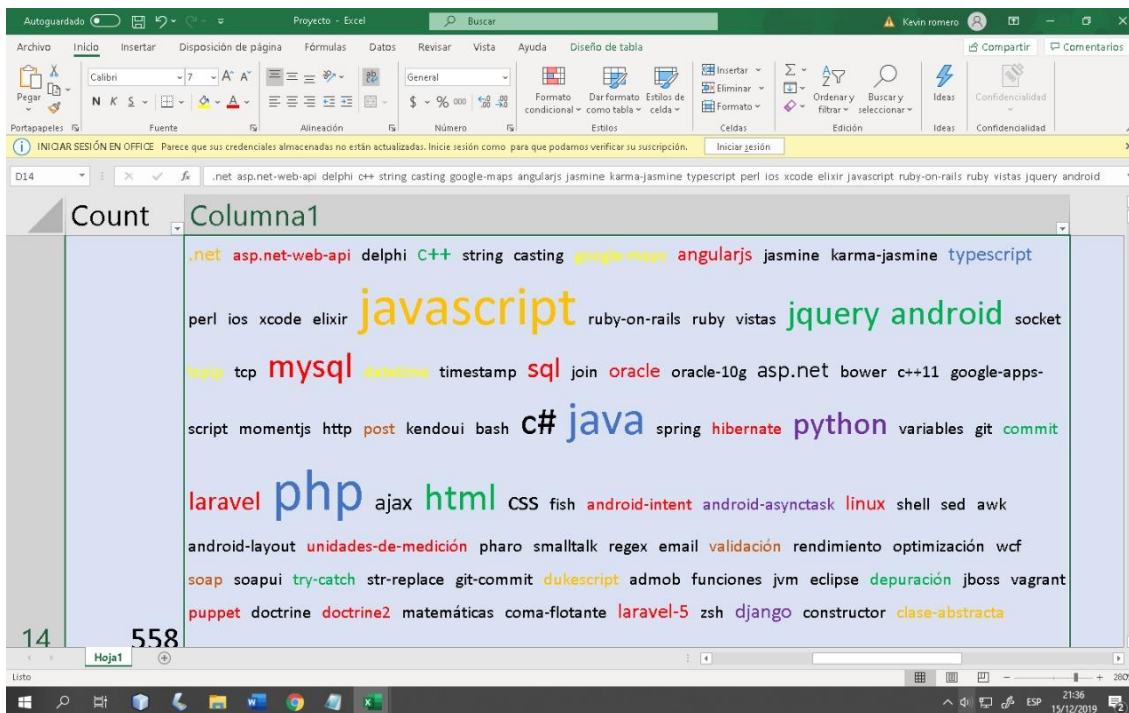 Autoguardado Proyecto - Excel Buscar Kevin romero
Archivo Inicio Insertar Disposición de página Fórmulas Datos Revisar Vista Ayuda Diseño de tabla Compartir Comentarios
Pegar Calibri 7 A A General Formato condicional Dar formato como tabla Estilos de celda Insertar Eliminar Formato Ordenar y filtrar Buscar y seleccionar Ideas Confidencialidad
N K S $ % 000
Portapapeles Fuente Alineación Número Estilos Celdas Edición Ideas Confidencialidad
INICIAR SESIÓN EN OFFICE Parece que sus credenciales almacenadas no están actualizadas. Inicie sesión como para que podamos verificar su suscripción. Iniciar sesión
D14 fx .net asp.net-web-api delphi c++ string casting google-maps angularjs jasmine karma-jasmine typescript perl ios xcode elixir javascript ruby-on-rails ruby vistas jquery android
Count Columna1
.net asp.net-web-api delphi c++ string casting google-maps angularjs jasmine karma-jasmine typescript
perl ios xcode elixir javascript ruby-on-rails ruby vistas jquery android socket
tcp mysql datetime timestamp sql join oracle oracle-10g asp.net bower c++11 google-apps-
script momentjs http post kendoui bash c# java spring hibernate python variables git commit
laravel php ajax html css fish android-intent android-asynctask linux shell sed awk
android-layout unidades-de-medición pharo smalltalk regex email validación rendimiento optimización wcf
soap soapui try-catch str-replace git-commit dukescript admob funciones jvm eclipse depuración jboss vagrant
puppet doctrine doctrine2 matemáticas coma-flotante laravel-5 zsh django constructor clase-abstracta
14 558
Hoja1
Listo
ESP 21:36
15/12/2019